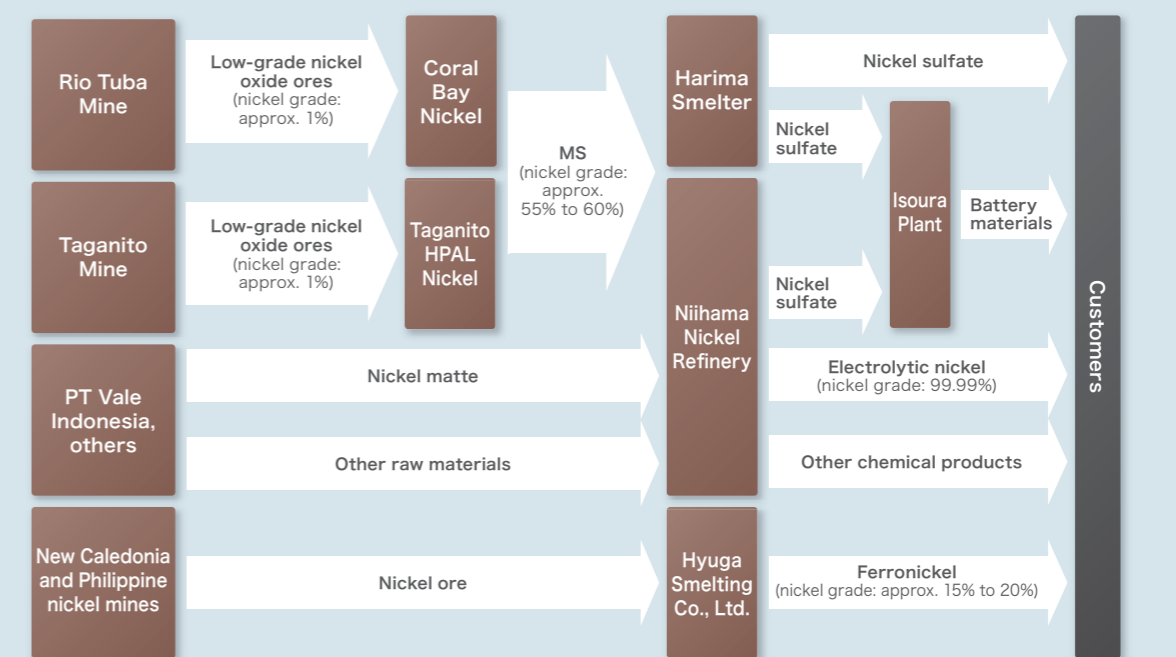 Rio Tuba
Mine
Low-grade nickel
oxide ores
(nickel grade:
approx. 1%)
Coral
Bay
Nickel
Taganito
Mine
Low-grade nickel
oxide ores
(nickel grade:
approx. 1%)
Taganito
HPAL
Nickel
MS
(nickel grade:
approx.
55% to 60%)
Harima
Smelter
Nickel sulfate
Nickel
sulfate
Isoura
Plant
Battery
materials
Nickel
sulfate
PT Vale
Indonesia,
others
Nickel matte
Other raw materials
Niihama
Nickel
Refinery
Electrolytic nickel
(nickel grade: 99.99%)
Other chemical products
New Caledonia
and Philippine
nickel mines
Nickel ore
Hyuga
Smelting
Co., Ltd.
Ferronickel
(nickel grade: approx. 15% to 20%)
Customers